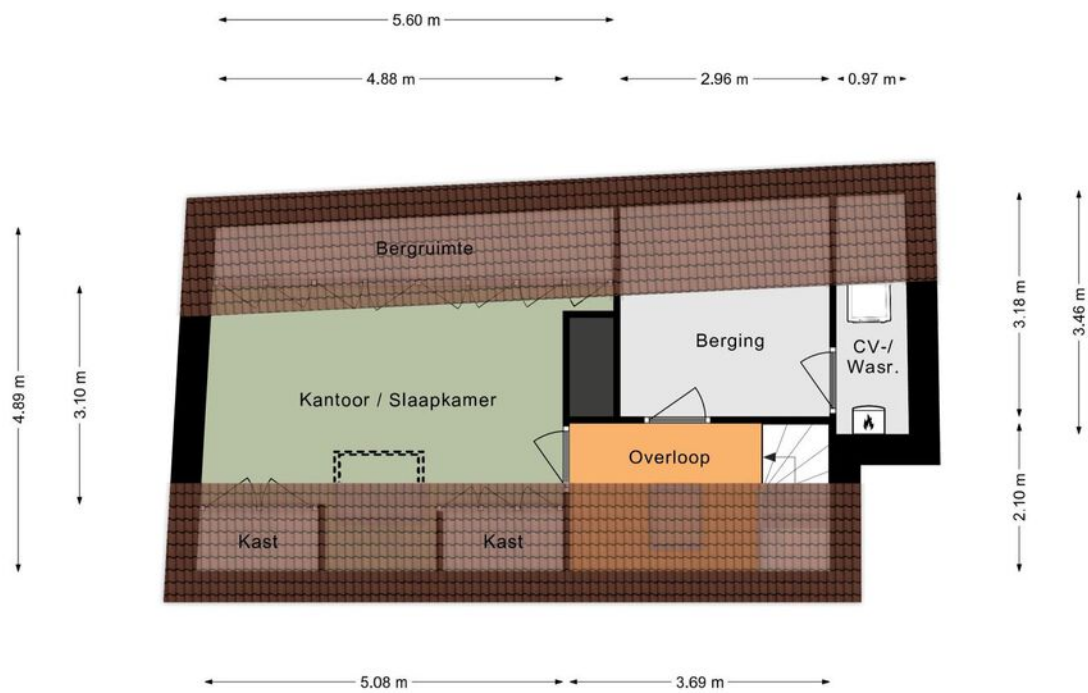 5.60 m
4.88 m
2.96 m
0.97 m
Bergruimte
Kantoor / Slaapkamer
Berging
CV-/
Wasr.
Overloop
Kast
Kast
4.89 m
3.10 m
3.18 m
3.46 m
2.10 m
5.08 m
3.69 m